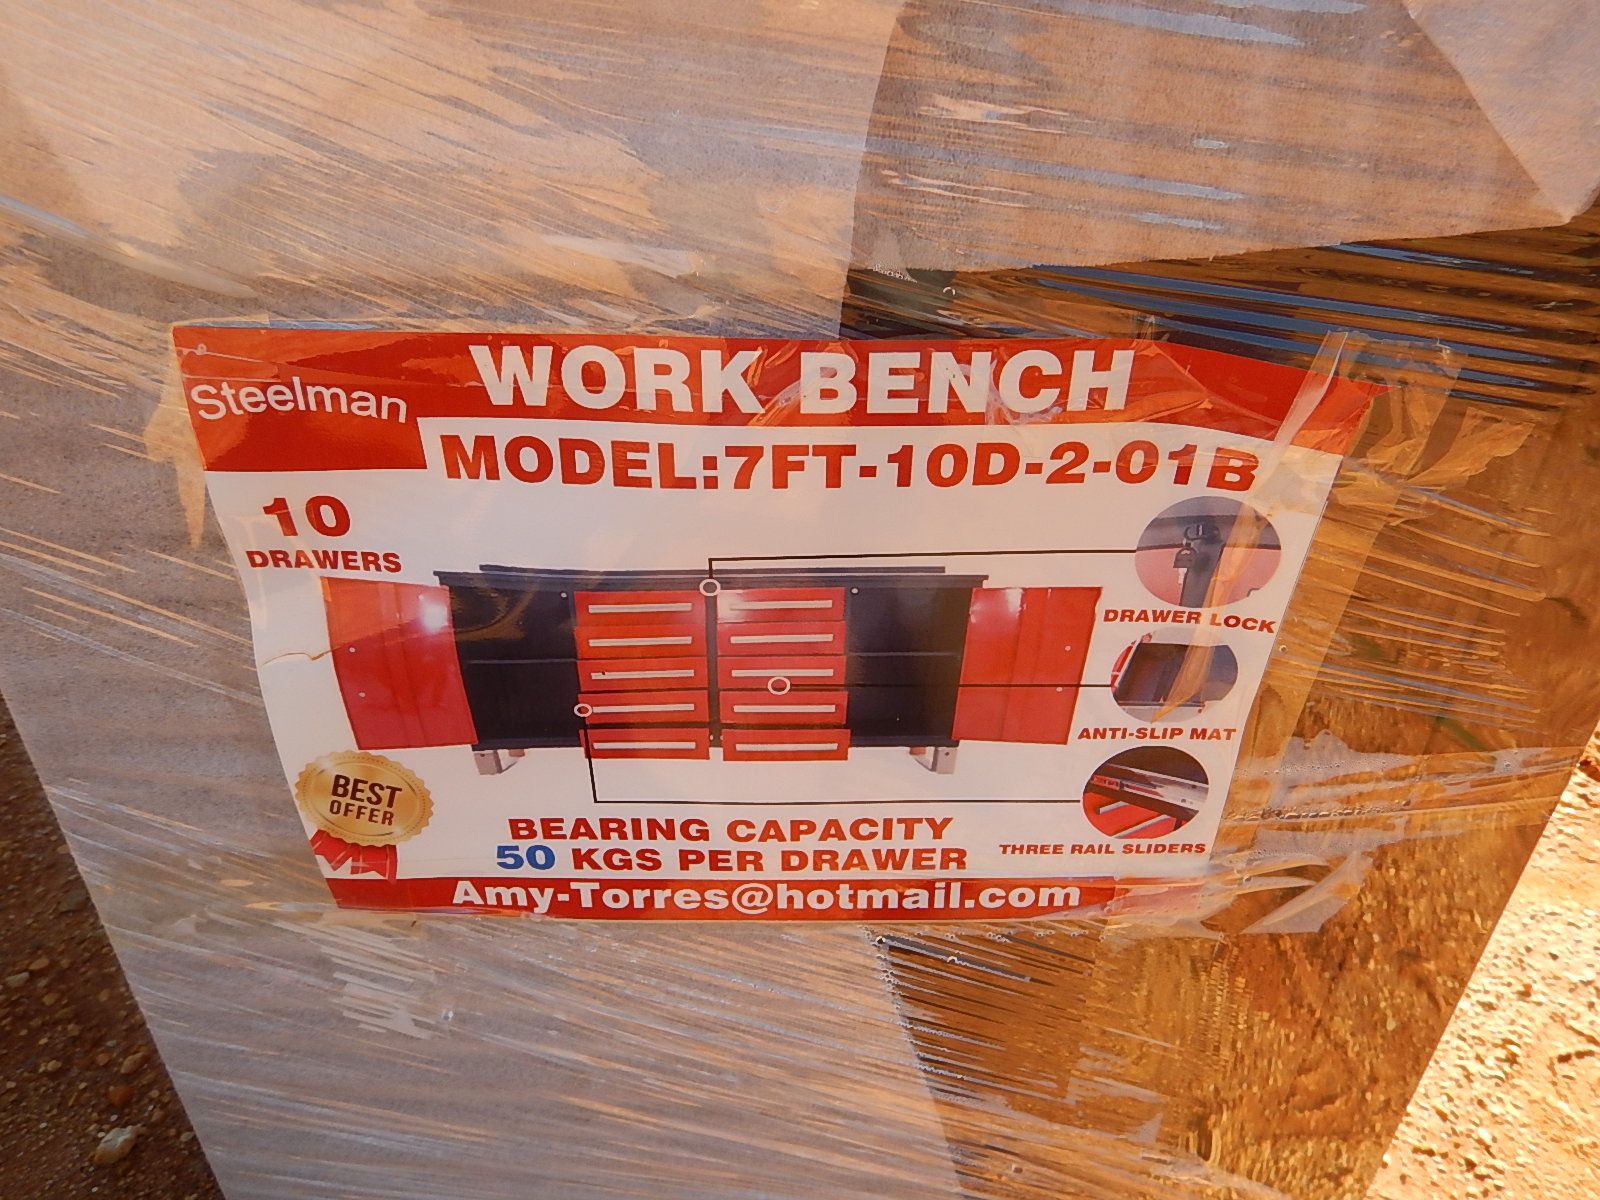 Steelman
WORK BENCH
MODEL:7FT-10D-2-01B
10
DRAWERS
DRAWER LOCK
ANTI-SLIP MAT
THREE RAIL SLIDERS
BEST
OFFER
BEARING CAPACITY
50 KGS PER DRAWER
Amy-Torres@hotmail.com